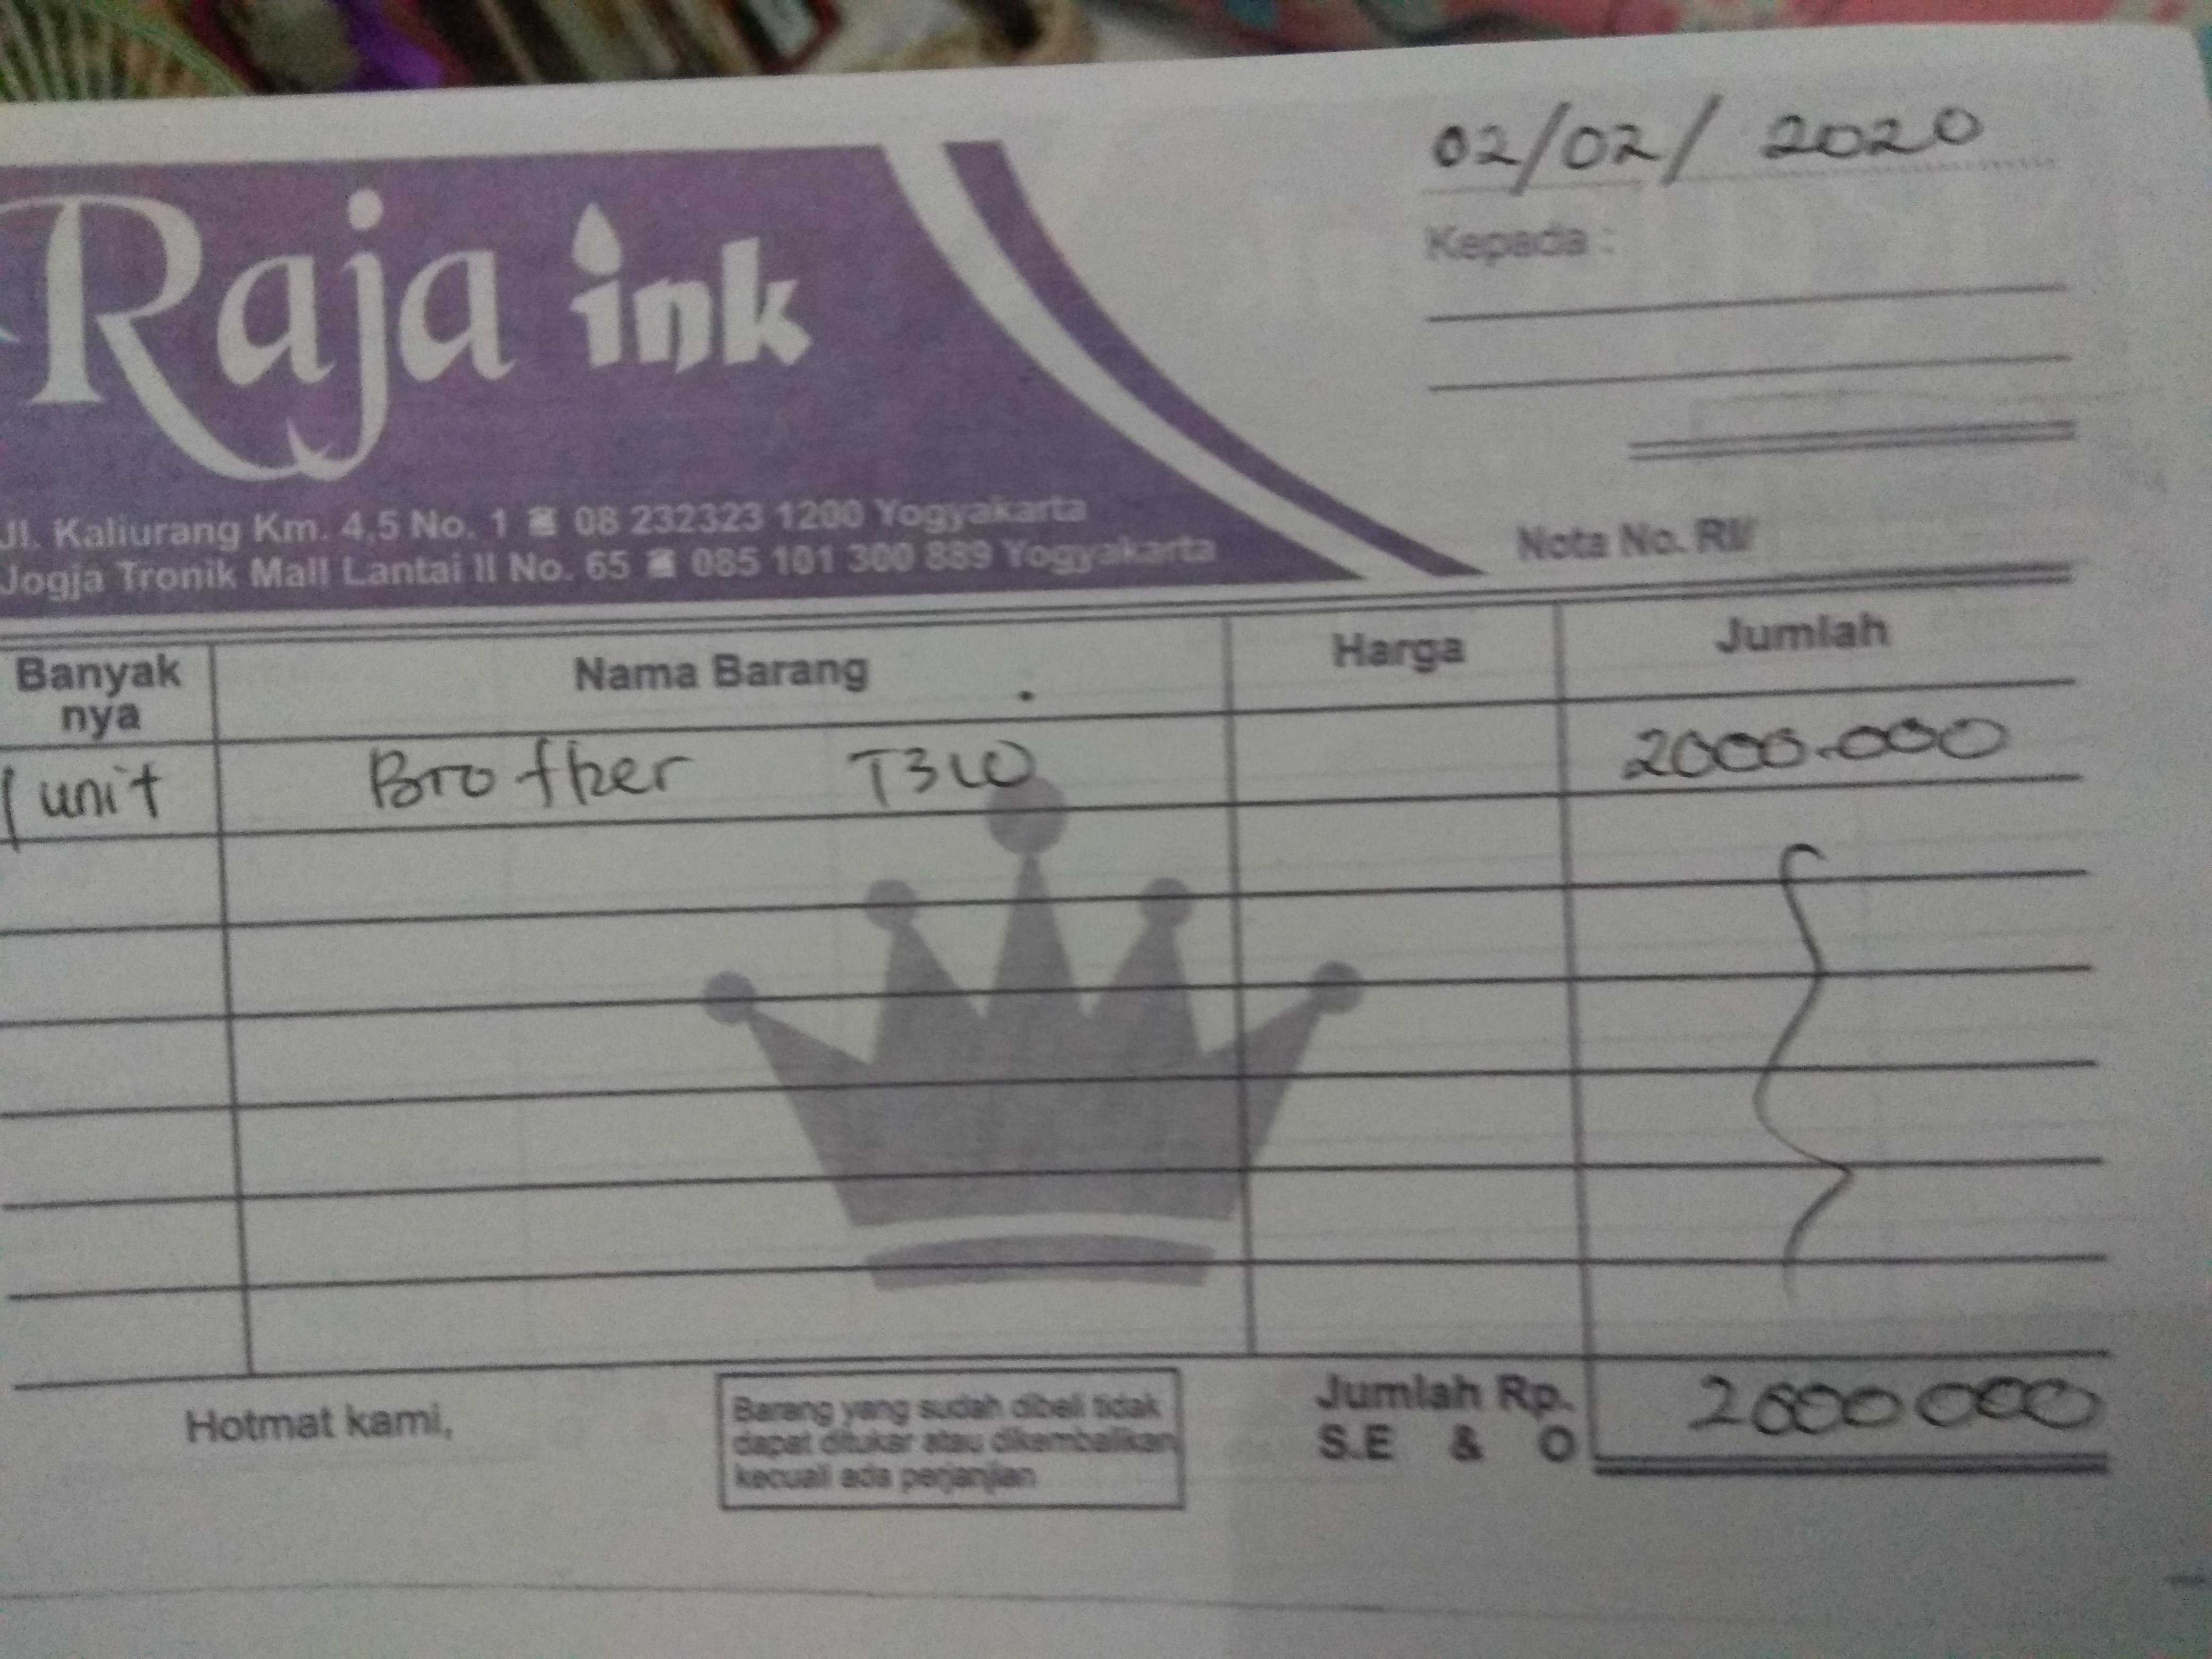 02/02/ 2020
Raja ink
Kepada :
Jl. Kaliurang Km. 4,5 No. 1 ☎ 08 232323 1200 Yogyakarta
Jogja Tronik Mall Lantai II No. 65 ☎ 085 101 300 889 Yogyakarta
Nota No. RI/
Banyak nya Nama Barang Harga Jumlah
1 unit Brother T310 2000.000
Hotmat kami,
Barang yang sudah dibeli tidak
dapat ditukar atau dikembalikan
kecuali ada perjanjian
Jumlah Rp. 2000 000
S.E & O